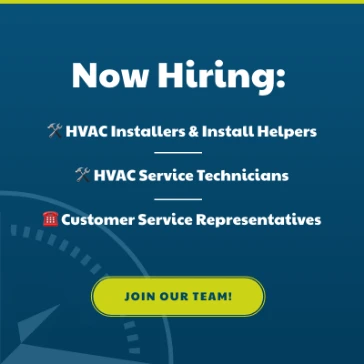 Now Hiring:
HVAC Installers & Install Helpers
HVAC Service Technicians
Customer Service Representatives
JOIN OUR TEAM!